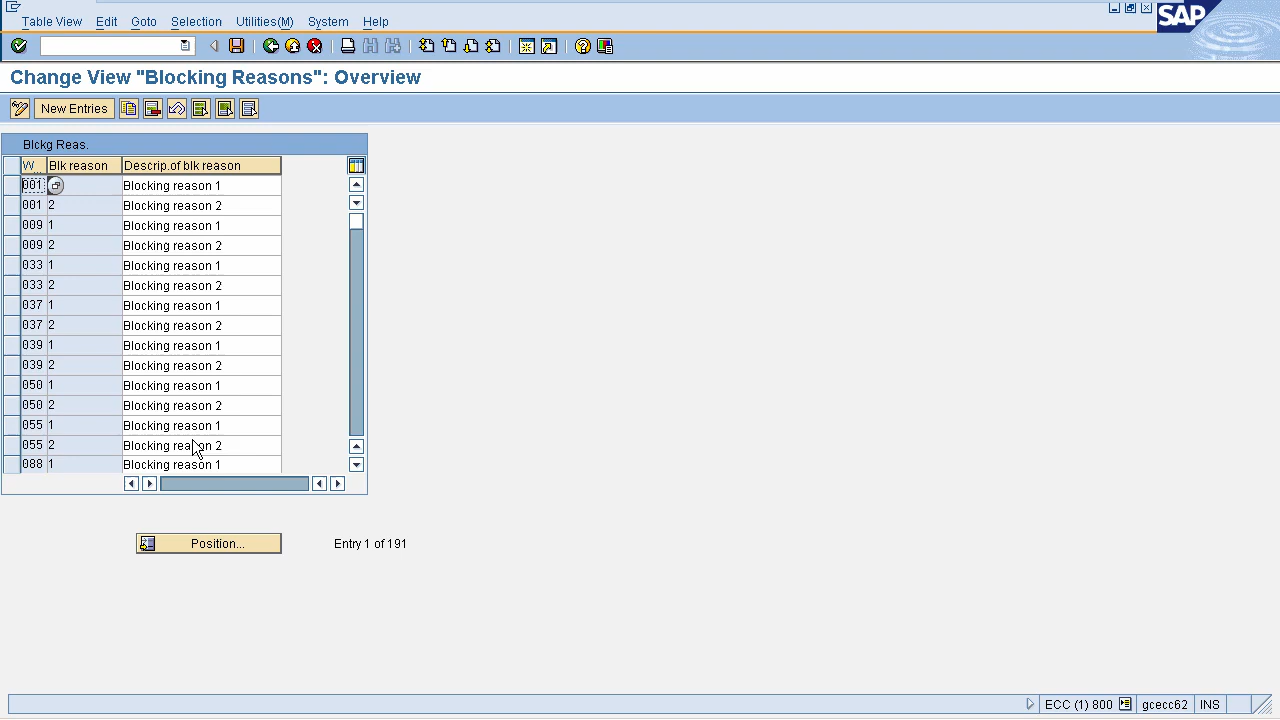 Table View Edit Goto Selection Utilities(M) System Help
SAP
Change View "Blocking Reasons": Overview
New Entries
Blckg Reas.
W.. Blk reason Descrip.of blk reason
001 Blocking reason 1
001 2 Blocking reason 2
009 1 Blocking reason 1
009 2 Blocking reason 2
033 1 Blocking reason 1
033 2 Blocking reason 2
037 1 Blocking reason 1
037 2 Blocking reason 2
039 1 Blocking reason 1
039 2 Blocking reason 2
050 1 Blocking reason 1
050 2 Blocking reason 2
055 1 Blocking reason 1
055 2 Blocking reason 2
088 1 Blocking reason 1
Position... Entry 1 of 191
ECC (1) 800 gcecc62 INS